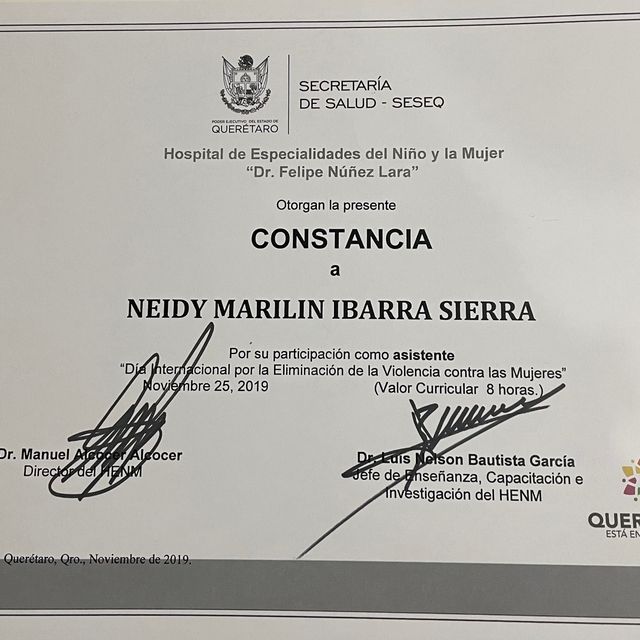 SECRETARÍA
DE SALUD - SESEQ
PODER EJECUTIVO DEL ESTADO DE
QUERÉTARO
Hospital de Especialidades del Niño y la Mujer
“Dr. Felipe Núñez Lara”
Otorgan la presente
CONSTANCIA
a
NEIDY MARILIN IBARRA SIERRA
Por su participación como asistente
“Día Internacional por la Eliminación de la Violencia contra las Mujeres”
Noviembre 25, 2019 (Valor Curricular 8 horas.)
Dr. Manuel Alcocer Alcocer
Director del HENM
Dr. Luis Nelson Bautista García
Jefe de Enseñanza, Capacitación e
Investigación del HENM
QUER
ESTÁ EN
Querétaro, Qro., Noviembre de 2019.